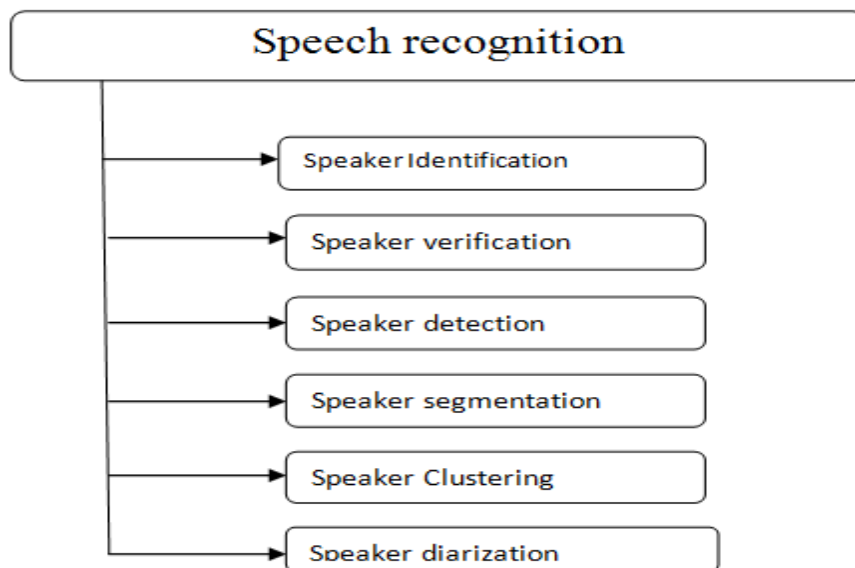 Speech recognition
Speaker Identification
Speaker verification
Speaker detection
Speaker segmentation
Speaker Clustering
Speaker diarization